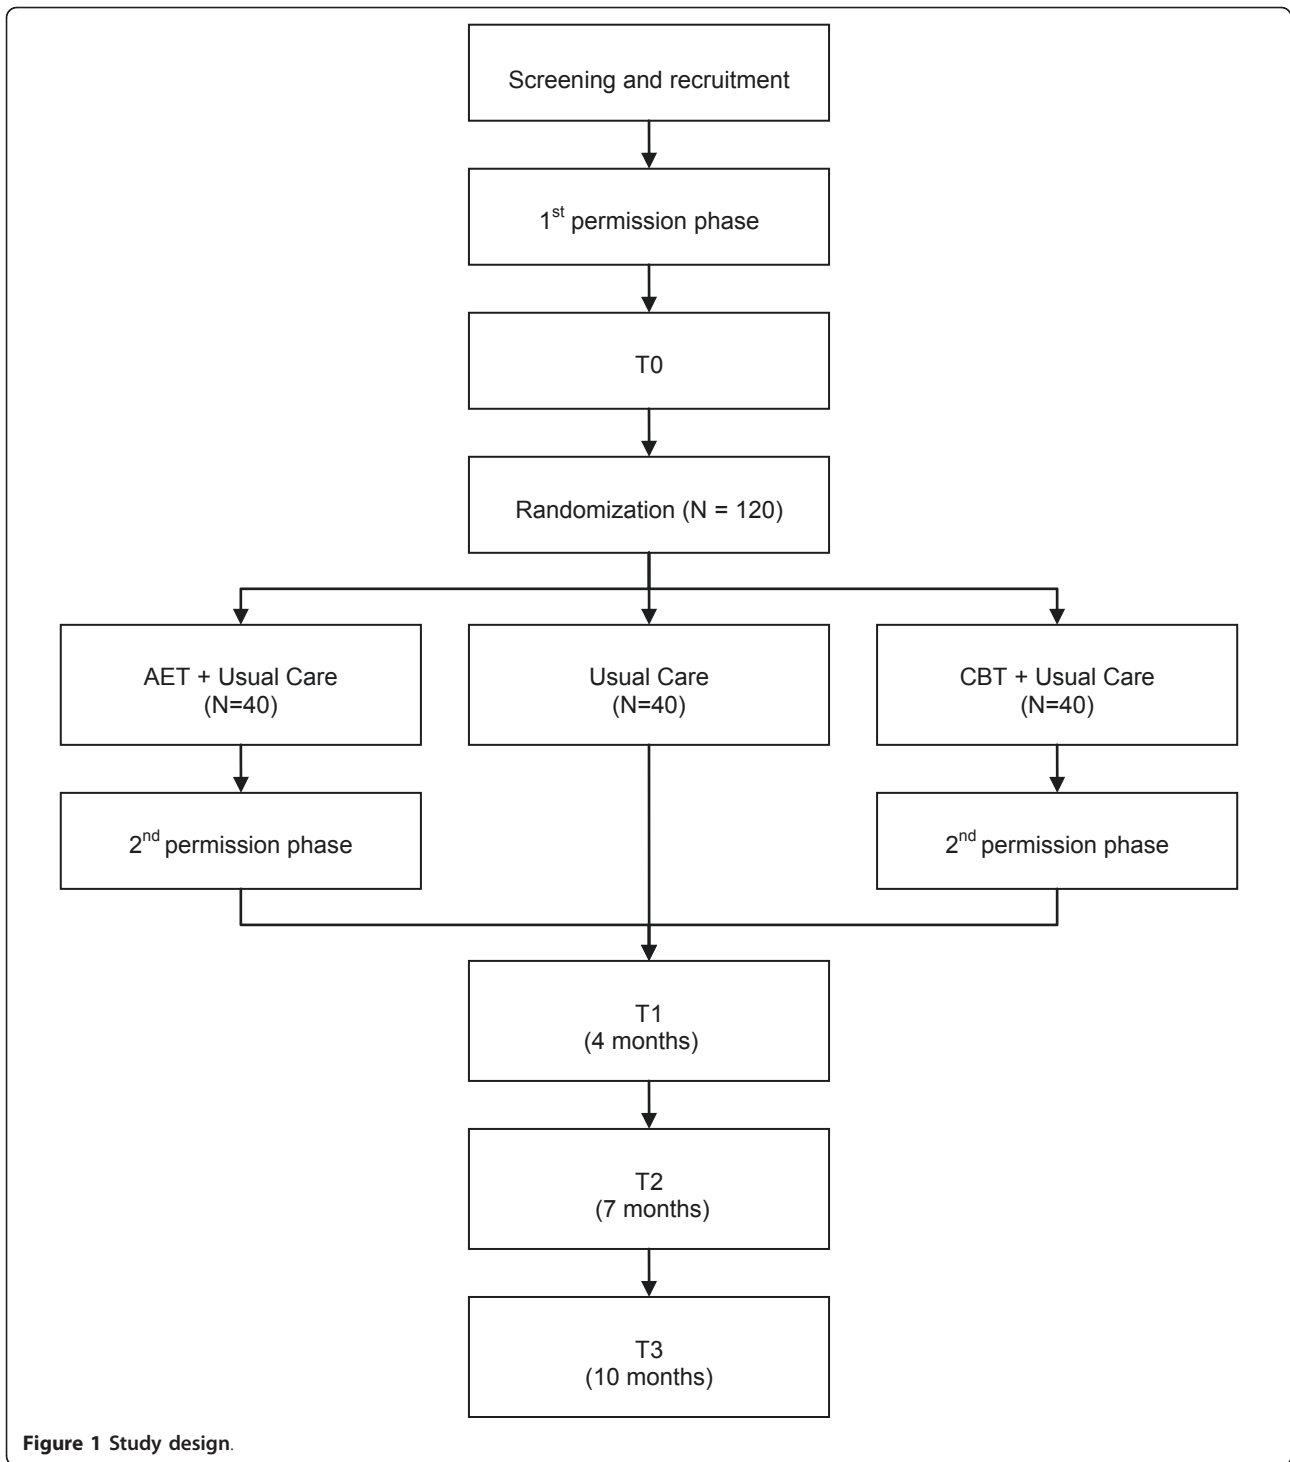 Screening and recruitment
1st permission phase
T0
Randomization (N = 120)
AET + Usual Care
(N=40)
Usual Care
(N=40)
CBT + Usual Care
(N=40)
2nd permission phase
2nd permission phase
T1
(4 months)
T2
(7 months)
T3
(10 months)
Figure 1 Study design.